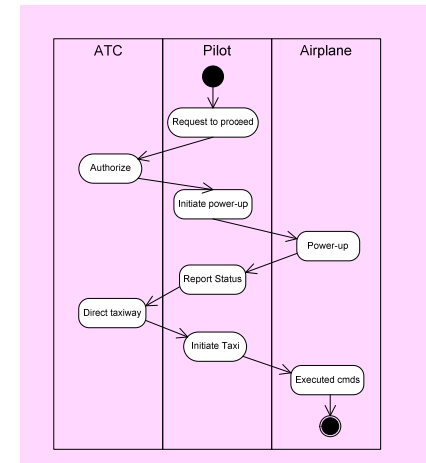 ATC Pilot Airplane
Request to proceed
Authorize
Initiate power-up
Power-up
Report Status
Direct taxiway
Initiate Taxi
Executed cmds